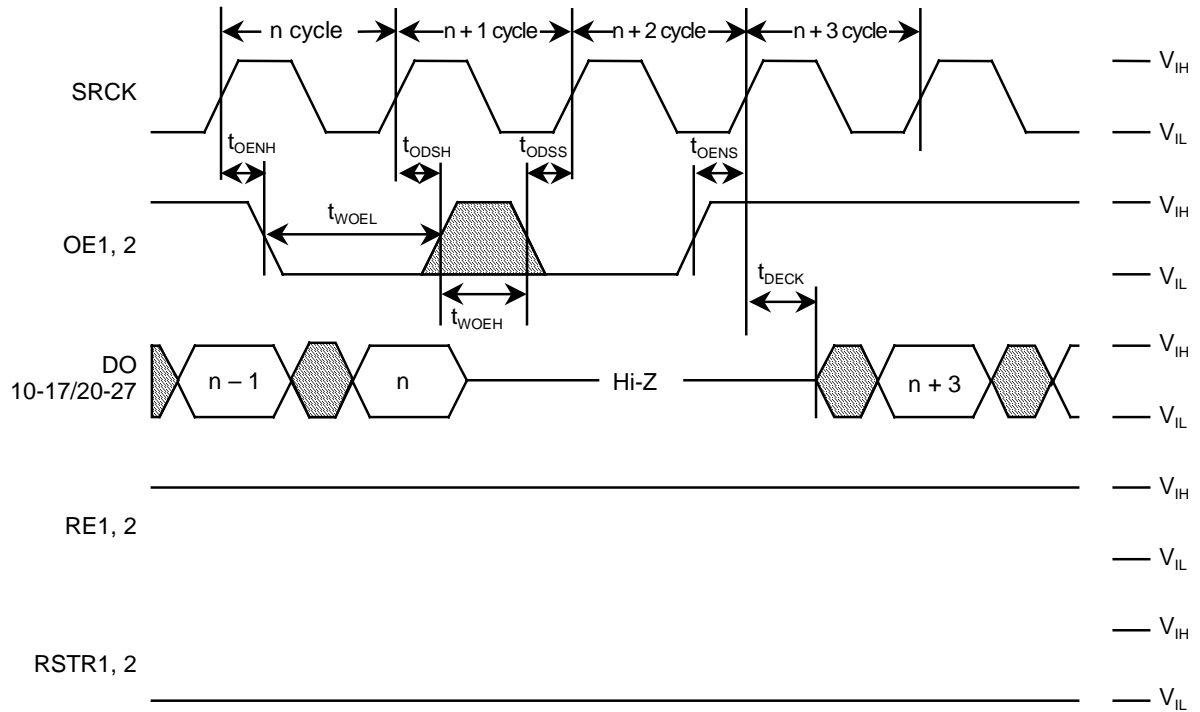 n cycle n + 1 cycle n + 2 cycle n + 3 cycle
SRCK
V_IH
V_IL
t_OENH t_ODSH t_ODSS t_OENS
OE1, 2
t_WOEL
V_IH
V_IL
t_WOEH
t_DECK
DO
10-17/20-27
n – 1 n Hi-Z n + 3
V_IH
V_IL
RE1, 2
V_IH
V_IL
RSTR1, 2
V_IH
V_IL